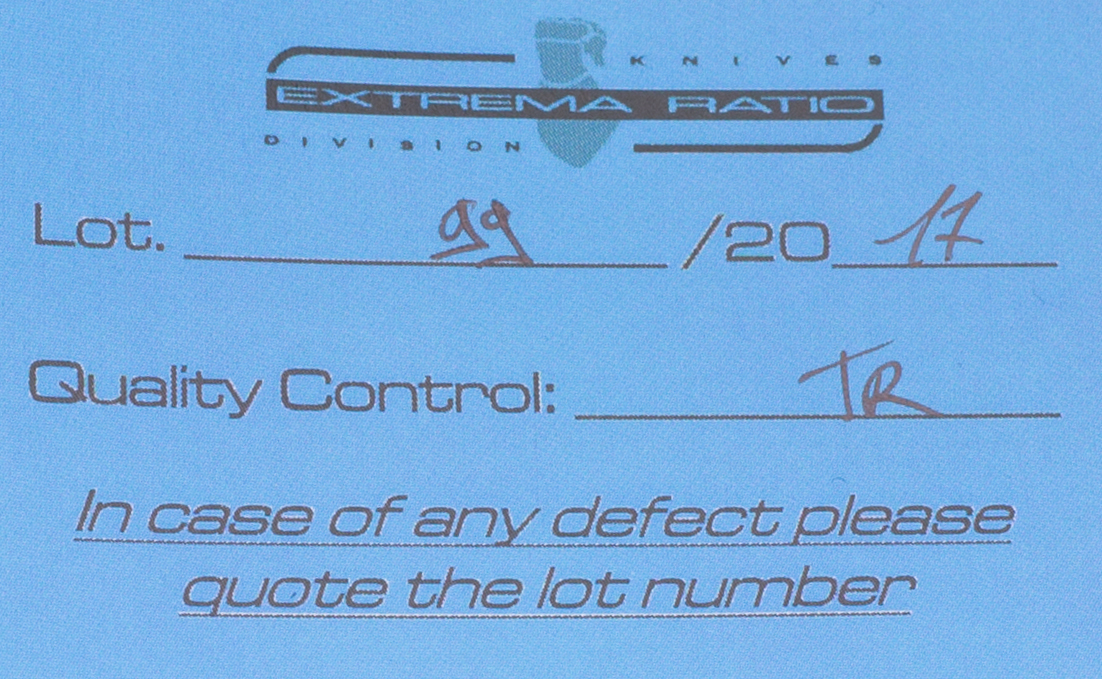 KNIVES
EXTREMA RATIO
DIVISION
Lot. 99 /20 17
Quality Control: TR
In case of any defect please
quote the lot number